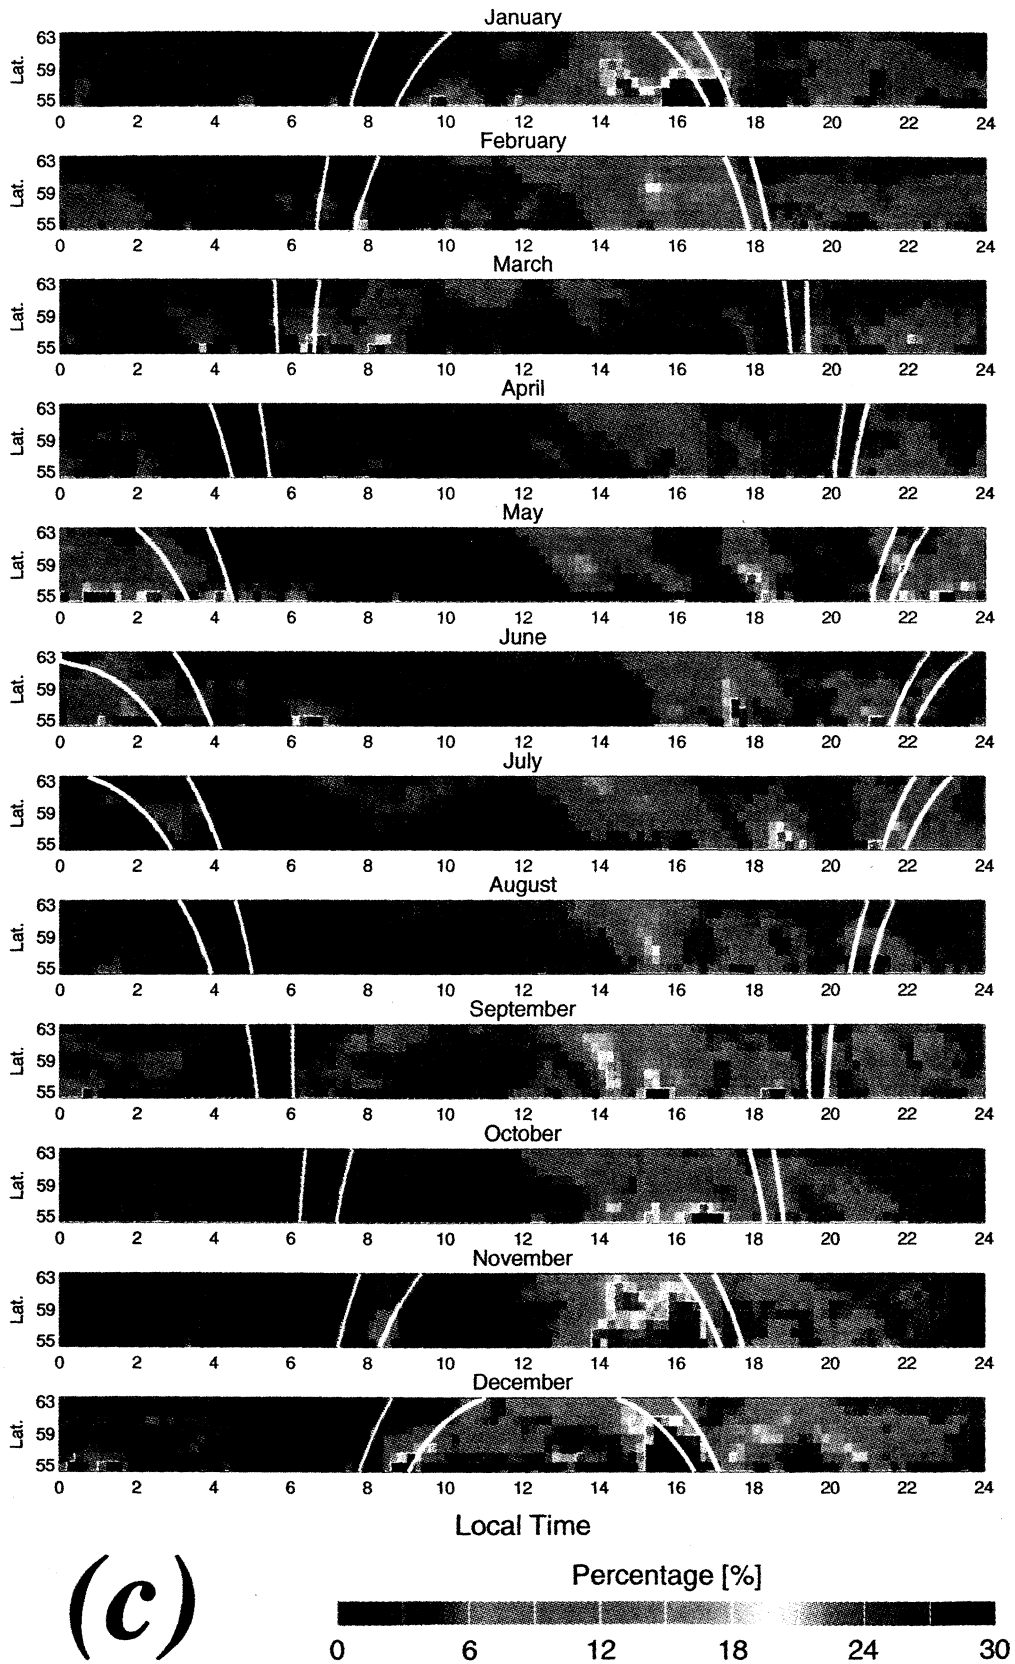 January
63
Lat. 59
55
0 2 4 6 8 10 12 14 16 18 20 22 24
February
63
Lat. 59
55
0 2 4 6 8 10 12 14 16 18 20 22 24
March
63
Lat. 59
55
0 2 4 6 8 10 12 14 16 18 20 22 24
April
63
Lat. 59
55
0 2 4 6 8 10 12 14 16 18 20 22 24
May
63
Lat. 59
55
0 2 4 6 8 10 12 14 16 18 20 22 24
June
63
Lat. 59
55
0 2 4 6 8 10 12 14 16 18 20 22 24
July
63
Lat. 59
55
0 2 4 6 8 10 12 14 16 18 20 22 24
August
63
Lat. 59
55
0 2 4 6 8 10 12 14 16 18 20 22 24
September
63
Lat. 59
55
0 2 4 6 8 10 12 14 16 18 20 22 24
October
63
Lat. 59
55
0 2 4 6 8 10 12 14 16 18 20 22 24
November
63
Lat. 59
55
0 2 4 6 8 10 12 14 16 18 20 22 24
December
63
Lat. 59
55
0 2 4 6 8 10 12 14 16 18 20 22 24
Local Time
(c)
Percentage [%]
0 6 12 18 24 30